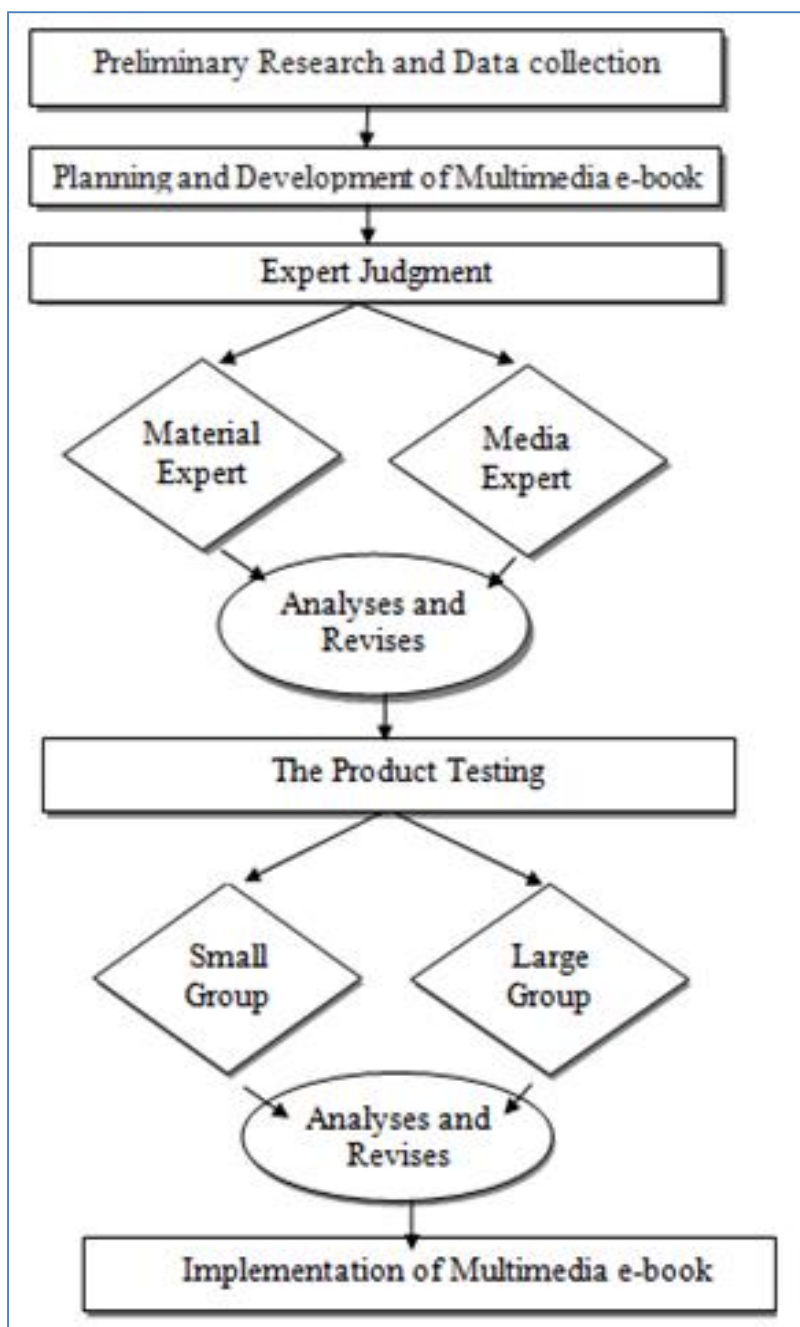 Preliminary Research and Data collection
Planning and Development of Multimedia e-book
Expert Judgment
Material
Expert
Media
Expert
Analyses and
Revises
The Product Testing
Small
Group
Large
Group
Analyses and
Revises
Implementation of Multimedia e-book